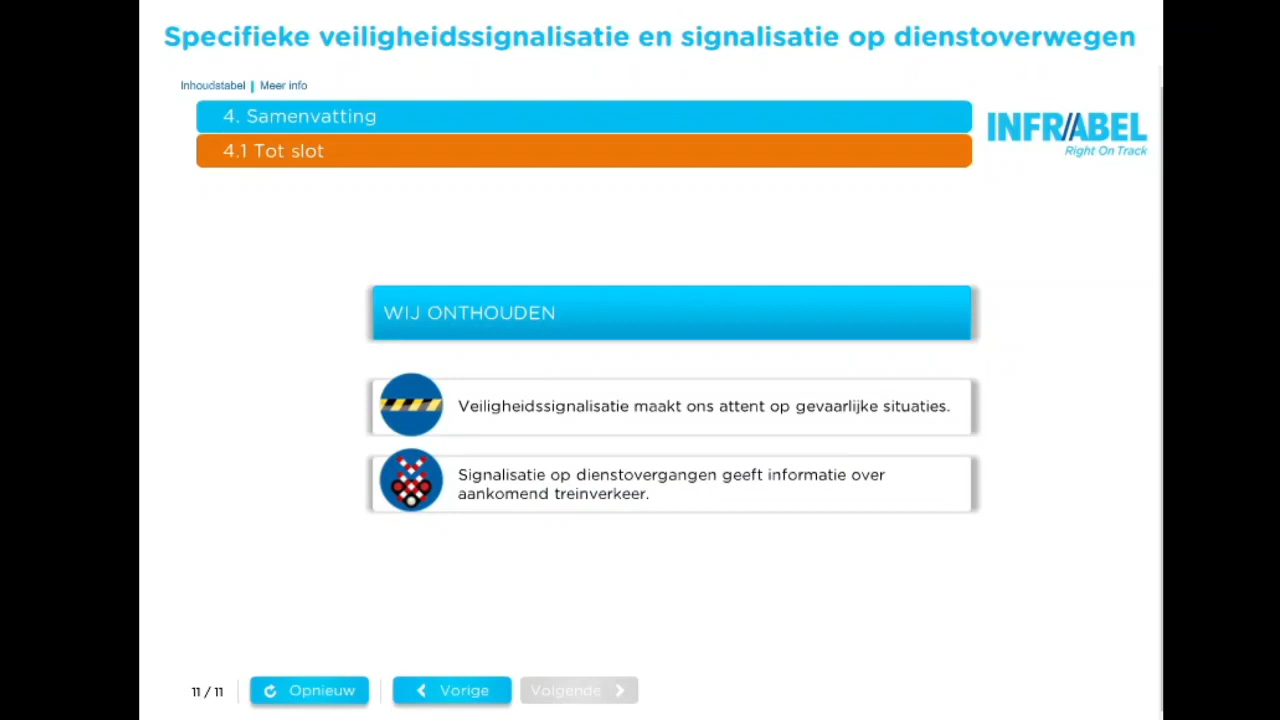 Specifieke veiligheidssignalisatie en signalisatie op dienstoverwegen
Inhoudstabel | Meer info
4. Samenvatting
INFRABEL
Right On Track
4.1 Tot slot
WIJ ONTHOUDEN
Veiligheidssignalisatie maakt ons attent op gevaarlijke situaties.
Signalisatie op dienstovergangen geeft informatie over
aankomend treinverkeer.
11 / 11
Opnieuw
Vorige
Volgende